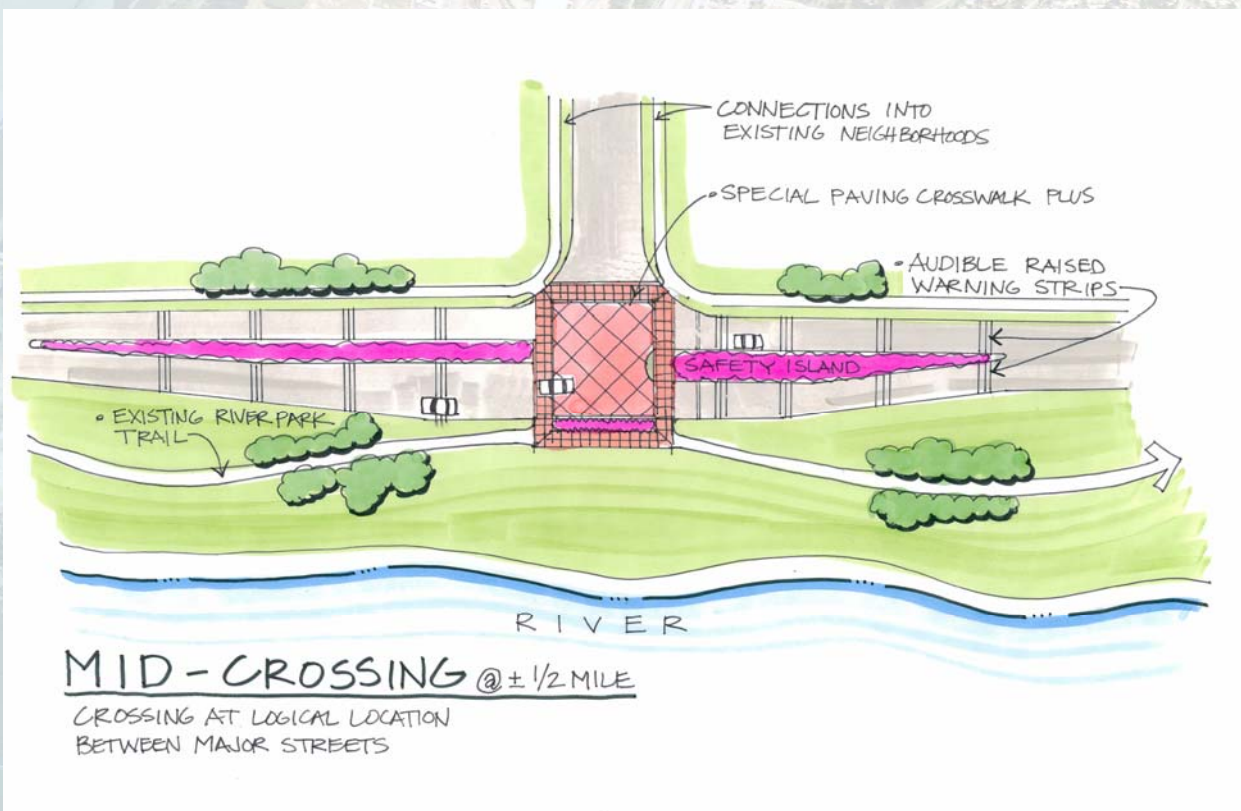 CONNECTIONS INTO
EXISTING NEIGHBORHOODS
• SPECIAL PAVING CROSSWALK PLUS
• AUDIBLE RAISED
WARNING STRIPS
SAFETY ISLAND
• EXISTING RIVER PARK
TRAIL
RIVER
MID-CROSSING @ ± 1/2 MILE
CROSSING AT LOGICAL LOCATION
BETWEEN MAJOR STREETS